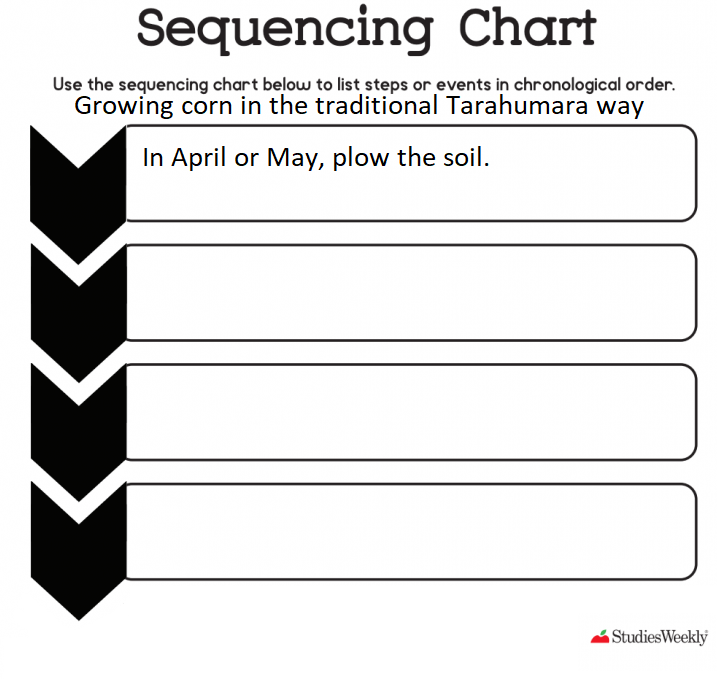 Sequencing Chart
Use the sequencing chart below to list steps or events in chronological order.
Growing corn in the traditional Tarahumara way
In April or May, plow the soil.
StudiesWeekly